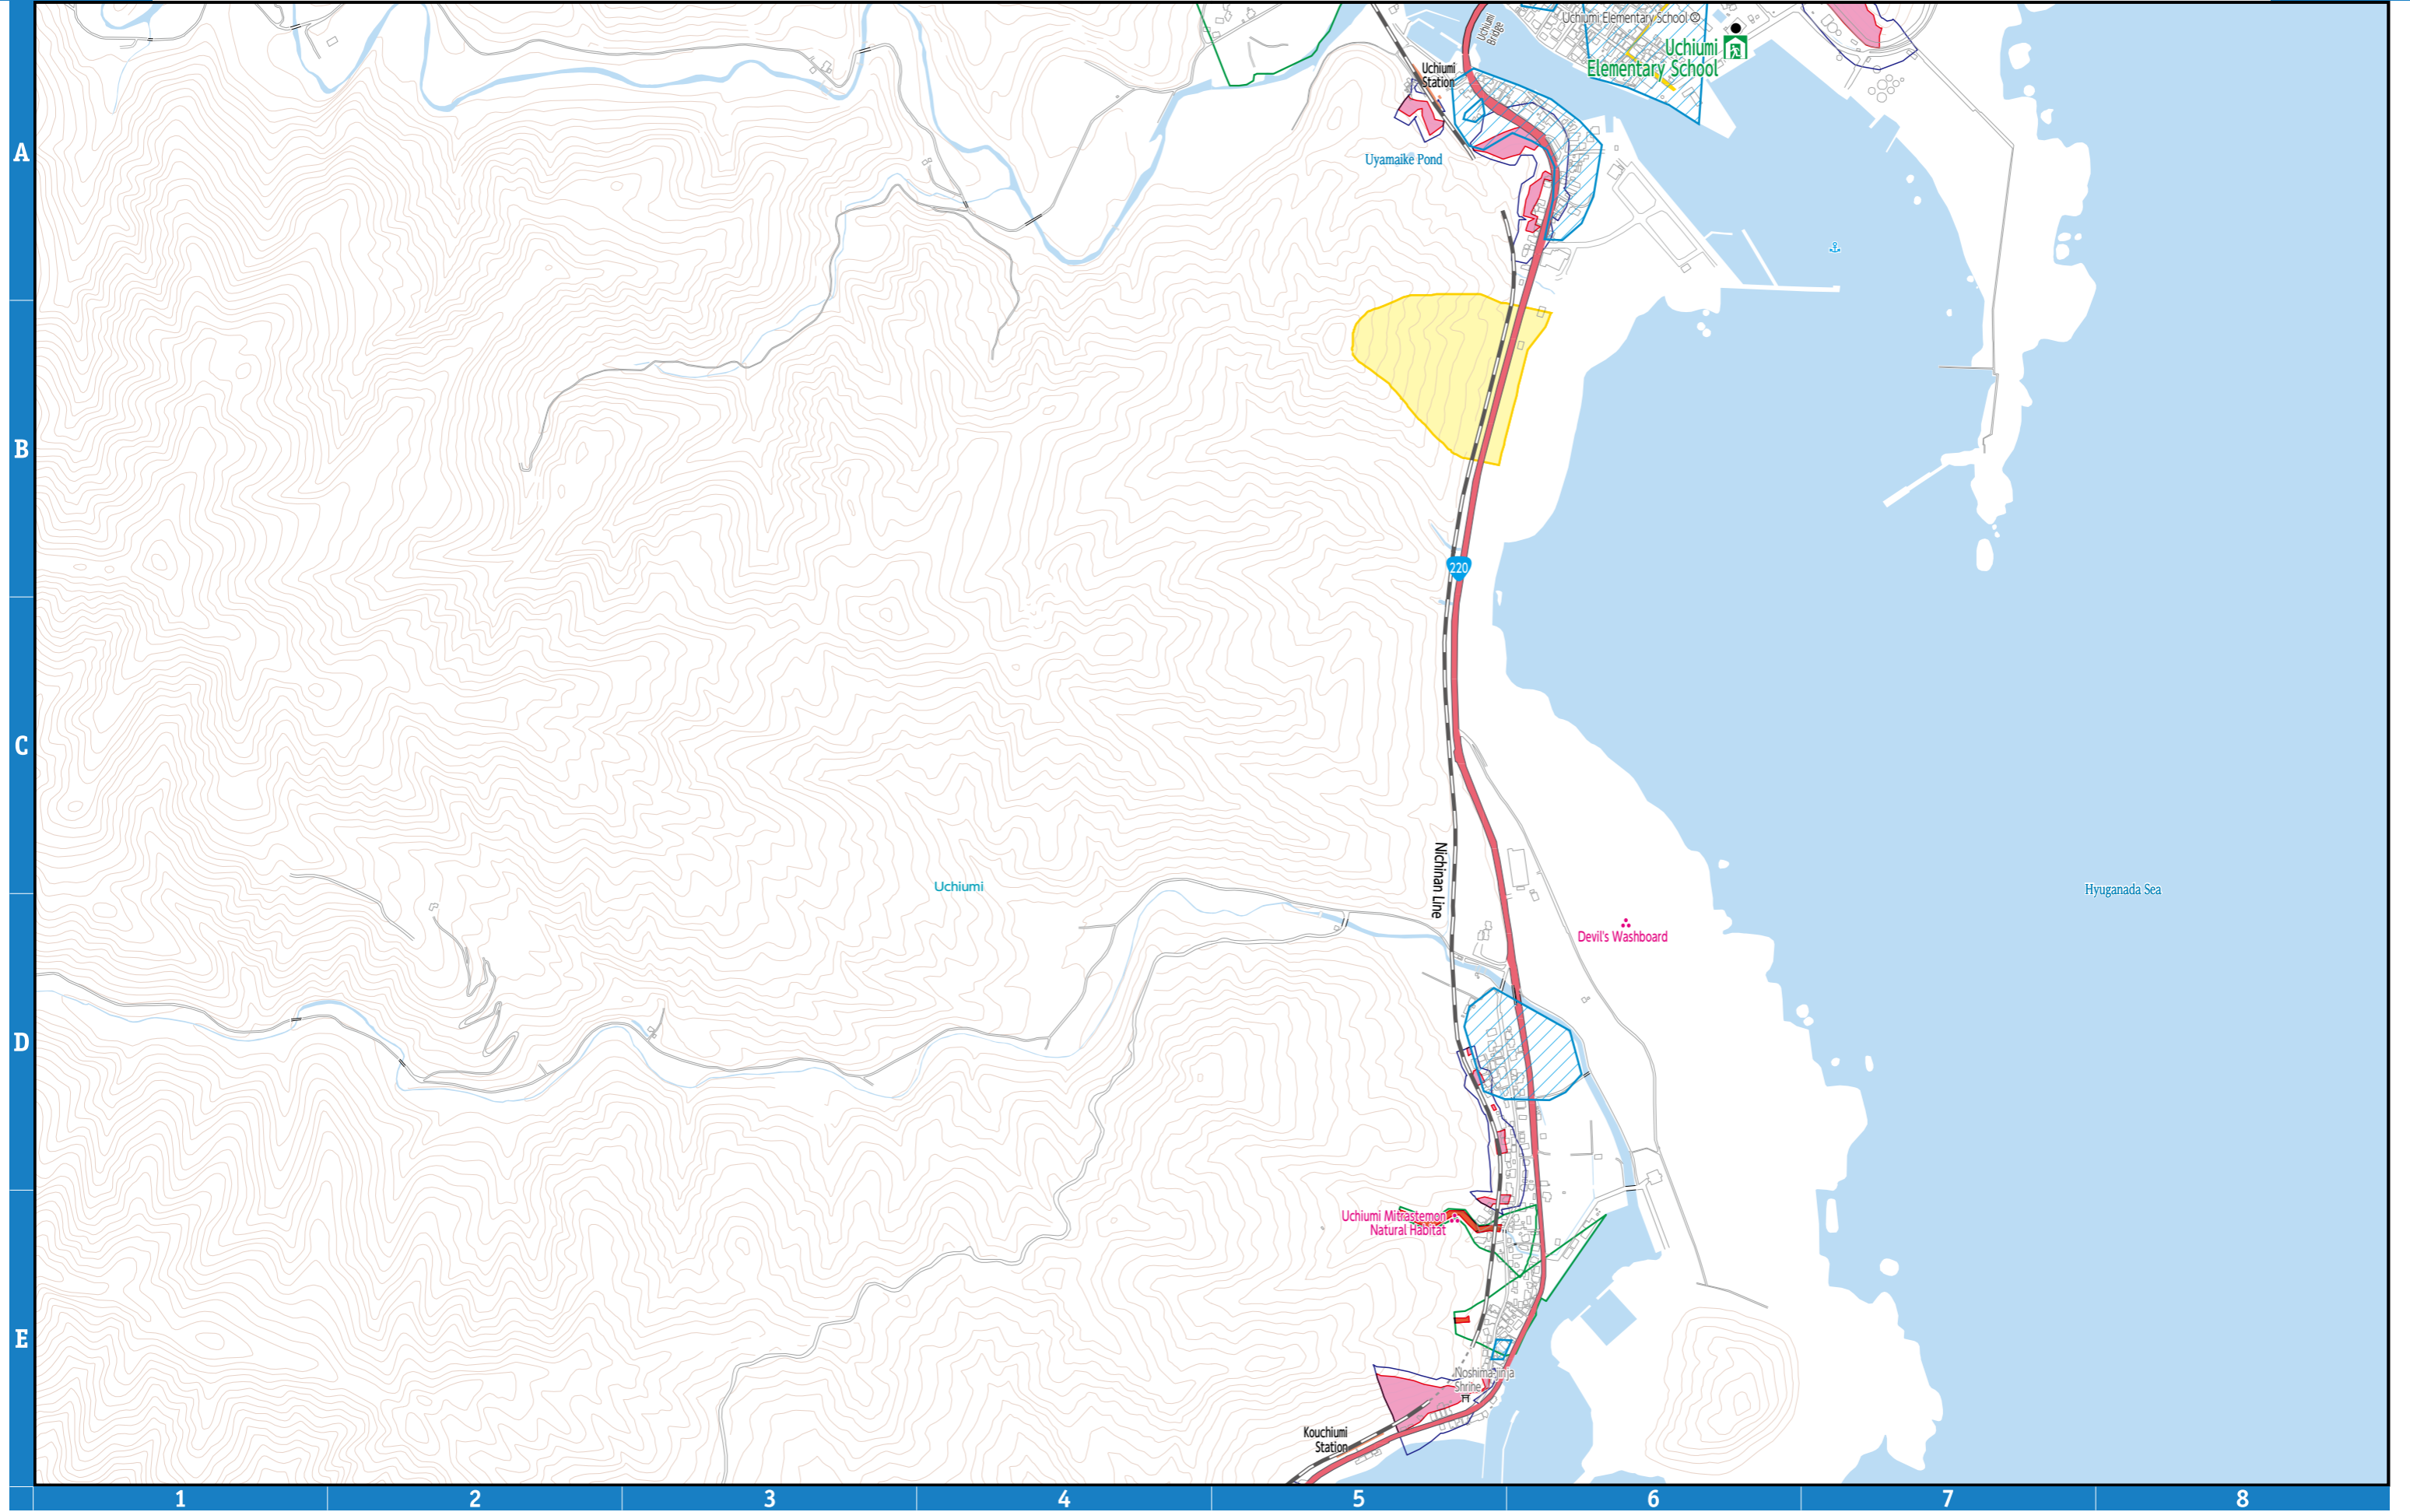 Uchiumi Elementary School
Uchiumi
Bridge
Uchiumi
Elementary School
Uchiumi
Station
A
Uyamaike Pond
B
220
C
Nichinan Line
Uchiumi
Hyuganada Sea
Devil's Washboard
D
Uchiumi Mitrastemon
Natural Habitat
E
Noshima-jinja
Shrihe
Kouchiumi
Station
1
2
3
4
5
6
7
8